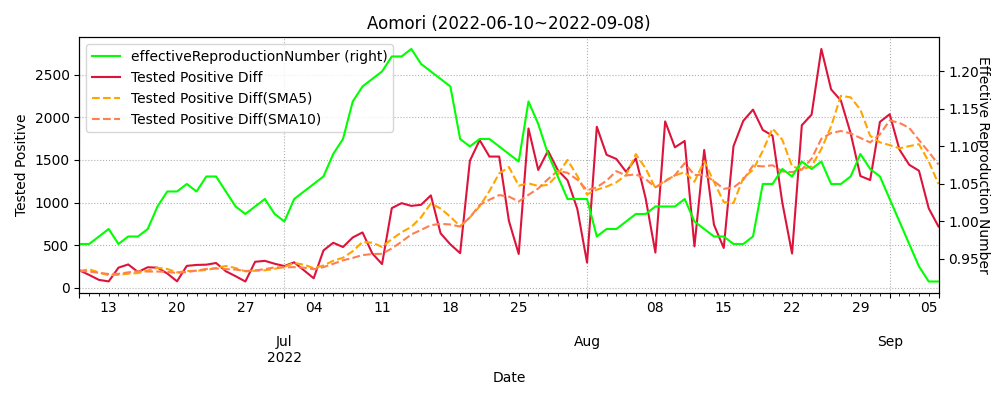 Aomori (2022-06-10~2022-09-08)
effectiveReproductionNumber (right)
Tested Positive Diff
Tested Positive Diff(SMA5)
Tested Positive Diff(SMA10)
Tested Positive
2500
2000
1500
1000
500
0
1.20
1.15
1.10
1.05
1.00
0.95
Effective Reproduction Number
13 20 27 04 11 18 25 08 15 22 29 05
Jul Aug Sep
2022
Date